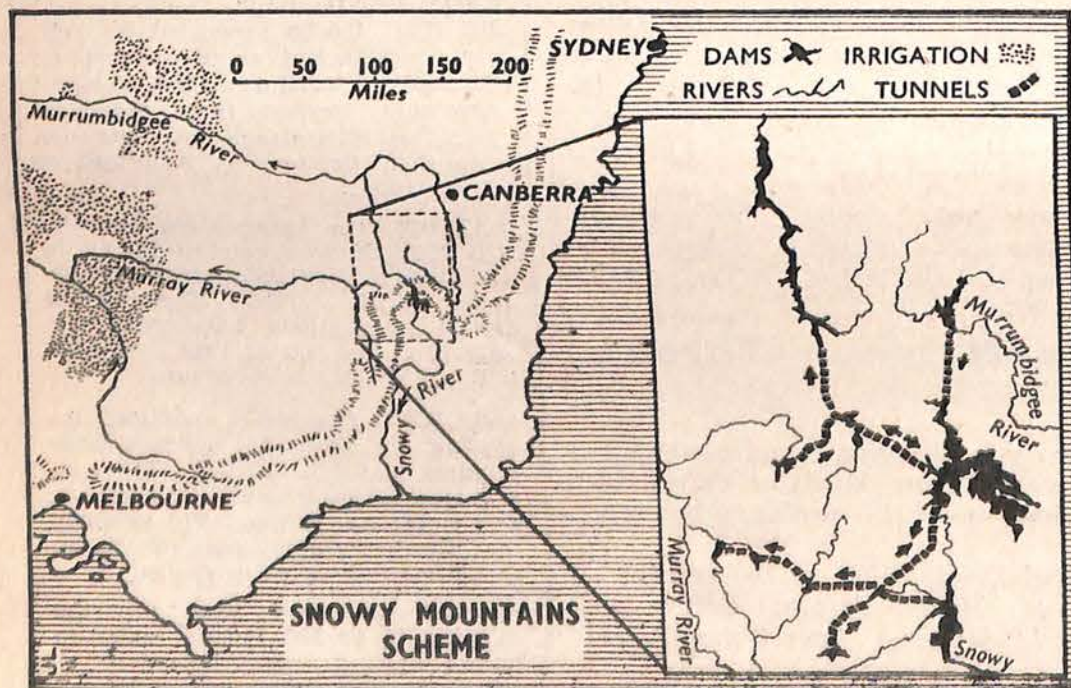 SYDNEY
0 50 100 150 200
Miles
DAMS IRRIGATION
RIVERS TUNNELS
Murrumbidgee
River
CANBERRA
Murray River
River
Snowy
MELBOURNE
SNOWY MOUNTAINS
SCHEME
Murrumbidgee
River
Murray
River
Snowy